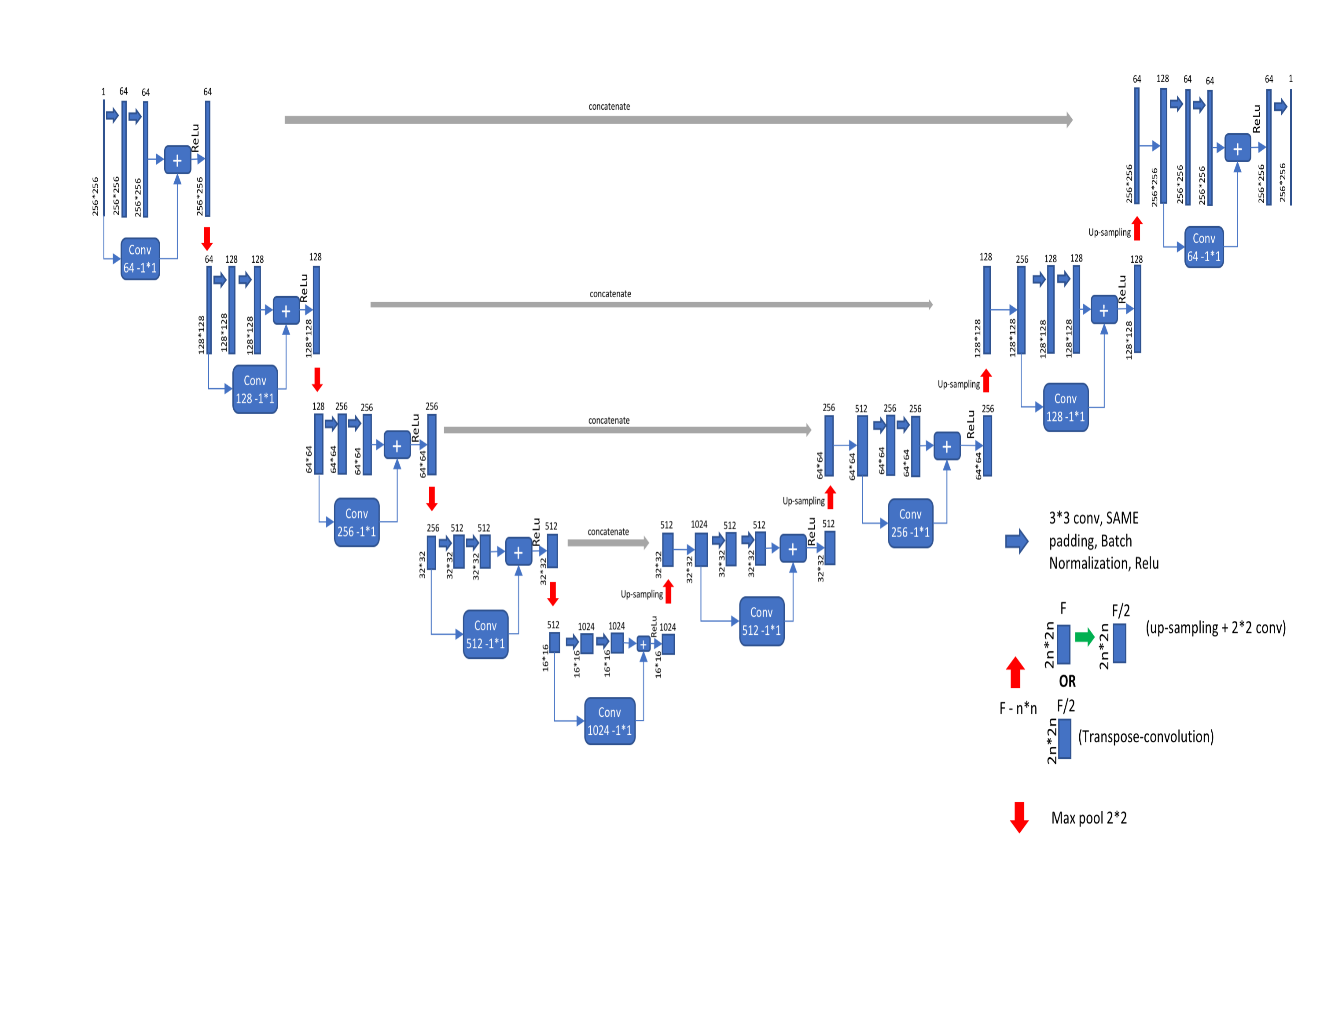 1 64 64 64
256*256 256*256 256*256 ReLu 256*256
+
Conv
64 -1*1
concatenate
64 128 64 64 64 1
256*256 256*256 256*256 256*256 ReLu 256*256 256*256
+
Conv
64 -1*1
Up-sampling
64 128 128 128
128*128 128*128 128*128 ReLu 128*128
+
Conv
128 -1*1
concatenate
128 256 128 128 128
128*128 128*128 128*128 128*128 ReLu 128*128
+
Conv
128 -1*1
Up-sampling
128 256 256 256
64*64 64*64 64*64 ReLu 64*64
+
Conv
256 -1*1
concatenate
256 512 256 256 256
64*64 64*64 64*64 64*64 ReLu 64*64
+
Conv
256 -1*1
Up-sampling
256 512 512 512
32*32 32*32 32*32 ReLu 32*32
+
Conv
512 -1*1
concatenate
512 1024 512 512 512
32*32 32*32 32*32 32*32 ReLu 32*32
+
Conv
512 -1*1
Up-sampling
512 1024 1024 1024
16*16 16*16 16*16 ReLu 16*16
+
Conv
1024 -1*1
3*3 conv, SAME
padding, Batch
Normalization, Relu
F F/2
2n*2n 2n*2n (up-sampling + 2*2 conv)
OR
F - n*n F/2
2n*2n (Transpose-convolution)
Max pool 2*2